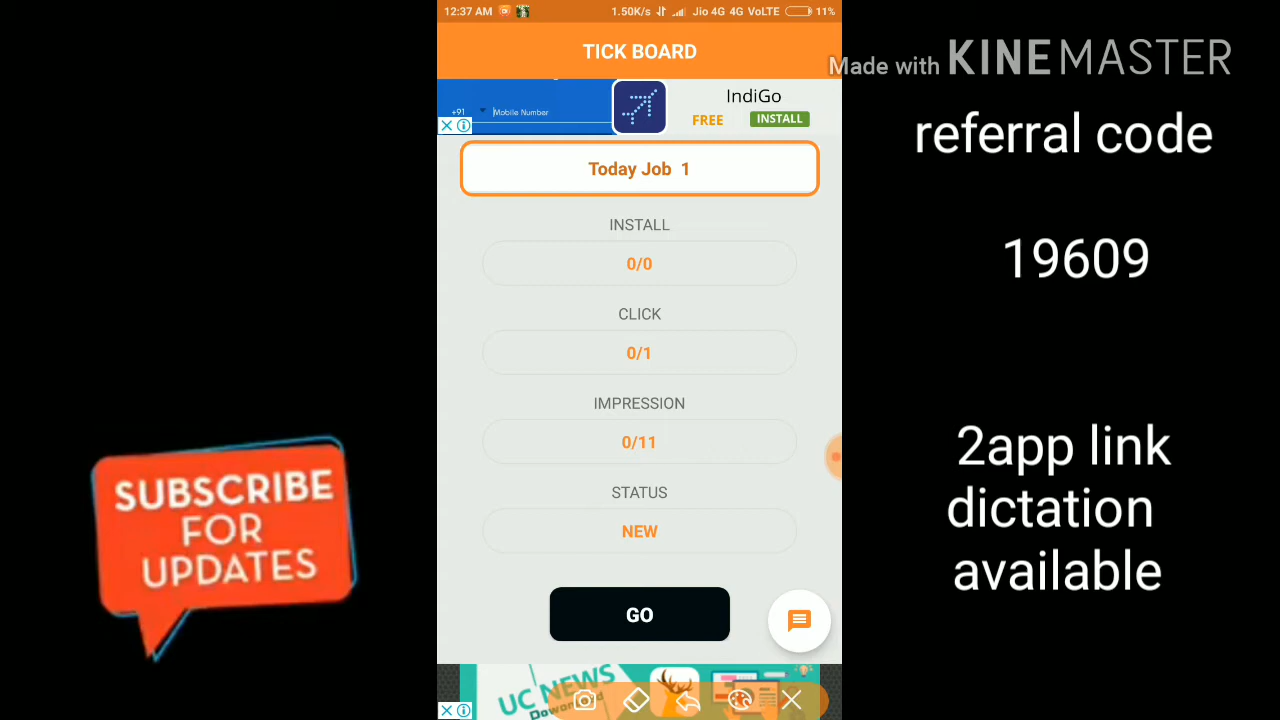 12:37 AM
1.50K/s Jio 4G 4G VoLTE 11%
TICK BOARD
Made with KINEMASTER
+91 Mobile Number
IndiGo
FREE INSTALL
Today Job 1
INSTALL
0/0
CLICK
0/1
IMPRESSION
0/11
STATUS
NEW
GO
UC NEWS
referral code
19609
2app link
dictation
available
SUBSCRIBE
FOR
UPDATES